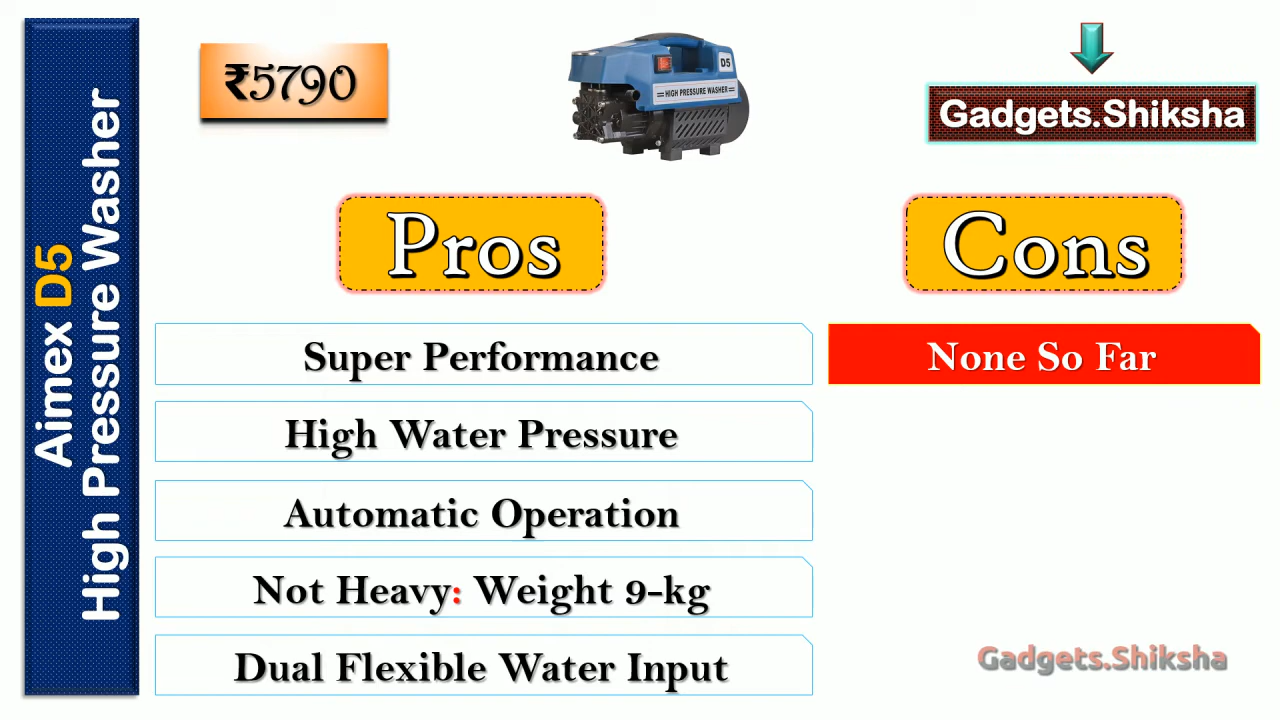 Aimex D5
High Pressure Washer
₹5790
D5
HIGH PRESSURE WASHER
Gadgets.Shiksha
Pros
Cons
Super Performance
None So Far
High Water Pressure
Automatic Operation
Not Heavy: Weight 9-kg
Dual Flexible Water Input
Gadgets.Shiksha